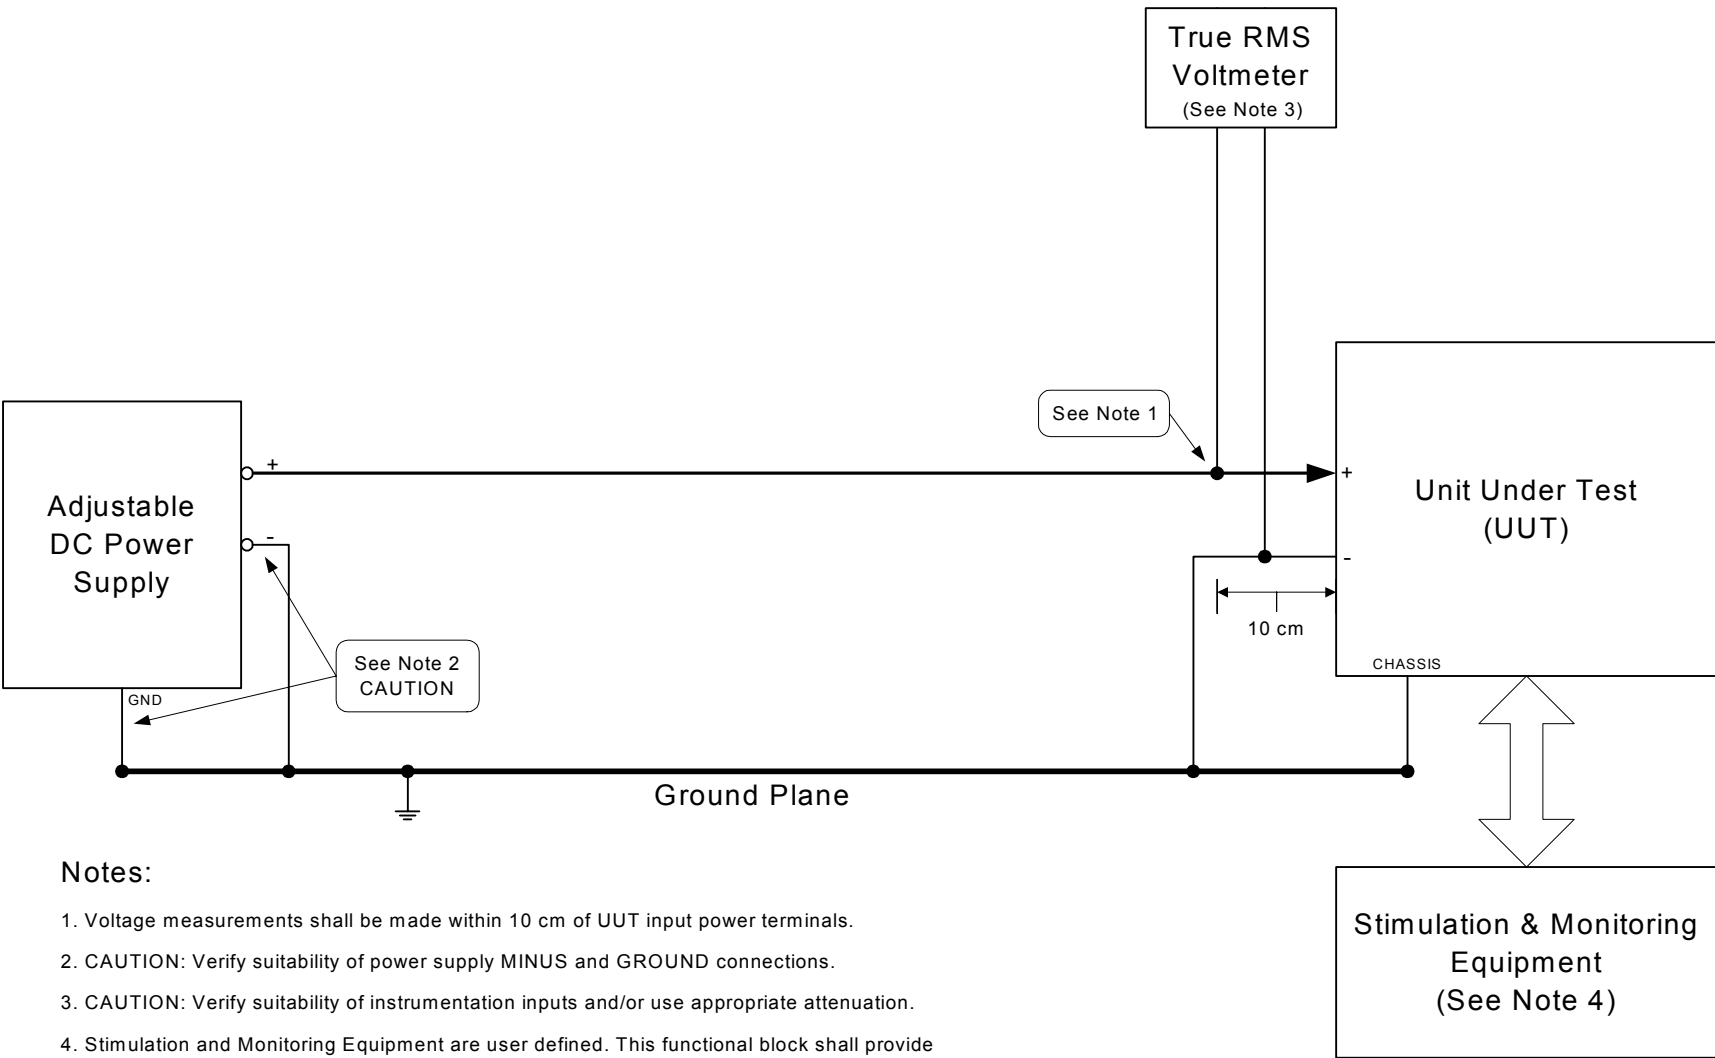 True RMS
Voltmeter
(See Note 3)
See Note 1
+
+
Adjustable
DC Power
Supply
-
Unit Under Test
(UUT)
-
10 cm
See Note 2
CAUTION
CHASSIS
GND
Ground Plane
Notes:
1. Voltage measurements shall be made within 10 cm of UUT input power terminals.
2. CAUTION: Verify suitability of power supply MINUS and GROUND connections.
3. CAUTION: Verify suitability of instrumentation inputs and/or use appropriate attenuation.
4. Stimulation and Monitoring Equipment are user defined. This functional block shall provide
Stimulation & Monitoring
Equipment
(See Note 4)